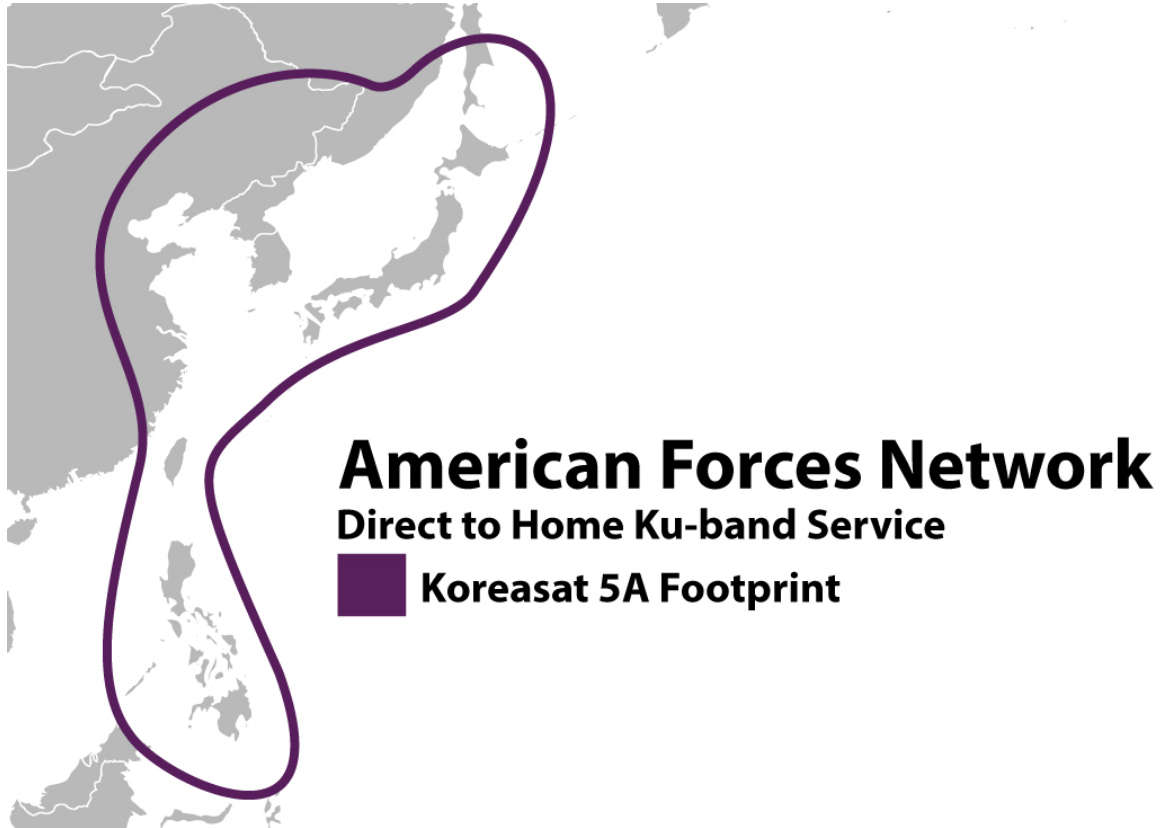 American Forces Network
Direct to Home Ku-band Service
Koreasat 5A Footprint